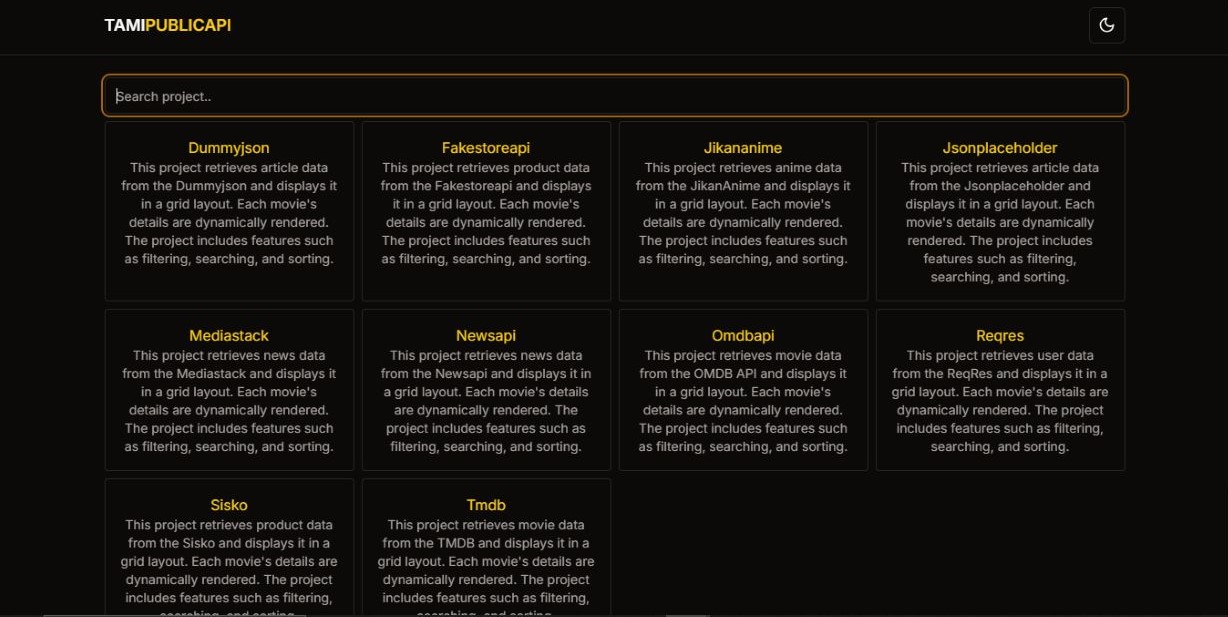 TAMIPUBLICAPI
Search project..
Dummyjson
This project retrieves article data
from the Dummyjson and displays it
in a grid layout. Each movie's
details are dynamically rendered.
The project includes features such
as filtering, searching, and sorting.
Fakestoreapi
This project retrieves product data
from the Fakestoreapi and displays
it in a grid layout. Each movie's
details are dynamically rendered.
The project includes features such
as filtering, searching, and sorting.
Jikananime
This project retrieves anime data
from the JikanAnime and displays it
in a grid layout. Each movie's
details are dynamically rendered.
The project includes features such
as filtering, searching, and sorting.
Jsonplaceholder
This project retrieves article data
from the Jsonplaceholder and
displays it in a grid layout. Each
movie's details are dynamically
rendered. The project includes
features such as filtering,
searching, and sorting.
Mediastack
This project retrieves news data
from the Mediastack and displays it
in a grid layout. Each movie's
details are dynamically rendered.
The project includes features such
as filtering, searching, and sorting.
Newsapi
This project retrieves news data
from the Newsapi and displays it in
a grid layout. Each movie's details
are dynamically rendered. The
project includes features such as
filtering, searching, and sorting.
Omdbapi
This project retrieves movie data
from the OMDB API and displays it
in a grid layout. Each movie's
details are dynamically rendered.
The project includes features such
as filtering, searching, and sorting.
Reqres
This project retrieves user data
from the ReqRes and displays it in a
grid layout. Each movie's details are
dynamically rendered. The project
includes features such as filtering,
searching, and sorting.
Sisko
This project retrieves product data
from the Sisko and displays it in a
grid layout. Each movie's details are
dynamically rendered. The project
includes features such as filtering,
searching, and sorting.
Tmdb
This project retrieves movie data
from the TMDB and displays it in a
grid layout. Each movie's details are
dynamically rendered. The project
includes features such as filtering,
searching, and sorting.